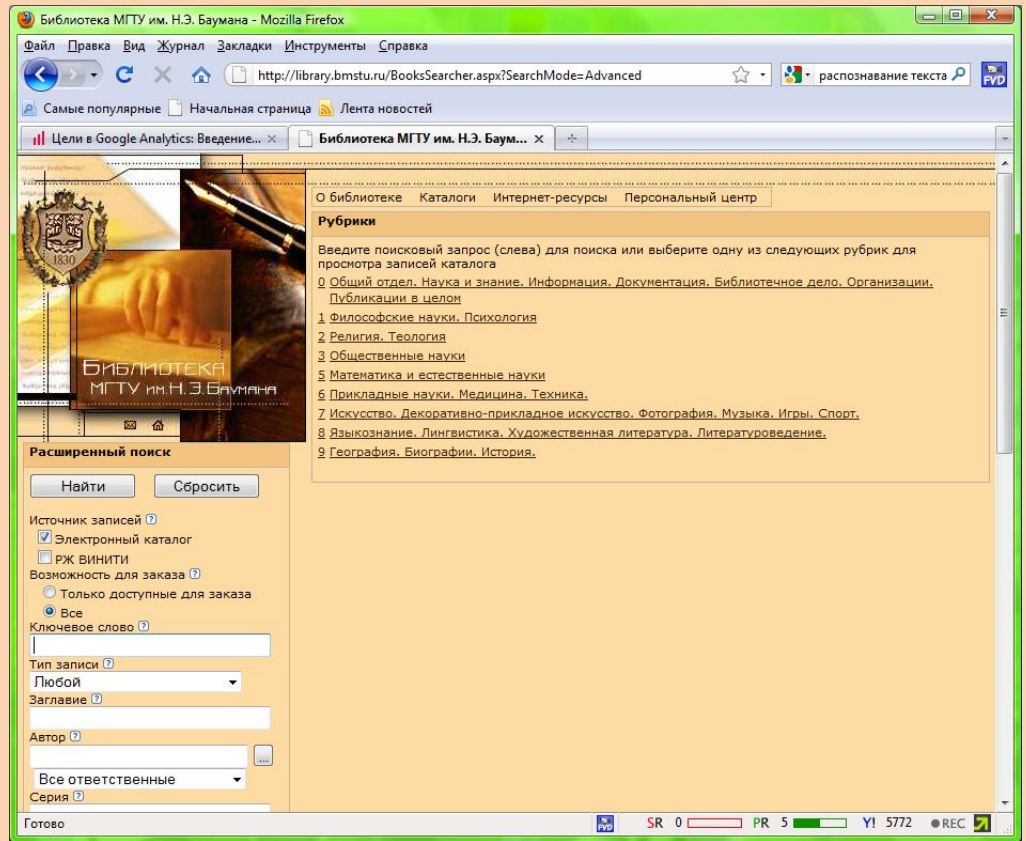 Библиотека МГТУ им. Н.Э. Баумана - Mozilla Firefox
Файл Правка Вид Журнал Закладки Инструменты Справка
http://library.bmstu.ru/BooksSearcher.aspx?SearchMode=Advanced
распознавание текста
FVD
Самые популярные Начальная страница Лента новостей
Цели в Google Analytics: Введение...
Библиотека МГТУ им. Н.Э. Баум...
1830
Библиотека
МГТУ им.Н.Э.Баумана
О библиотеке Каталоги Интернет-ресурсы Персональный центр
Рубрики
Введите поисковый запрос (слева) для поиска или выберите одну из следующих рубрик для
просмотра записей каталога
0 Общий отдел. Наука и знание. Информация. Документация. Библиотечное дело. Организации.
Публикации в целом
1 Философские науки. Психология
2 Религия. Теология
3 Общественные науки
5 Математика и естественные науки
6 Прикладные науки. Медицина. Техника.
7 Искусство. Декоративно-прикладное искусство. Фотография. Музыка. Игры. Спорт.
8 Языкознание. Лингвистика. Художественная литература. Литературоведение.
9 География. Биографии. История.
Расширенный поиск
Найти Сбросить
Источник записей ?
Электронный каталог
РЖ ВИНИТИ
Возможность для заказа ?
Только доступные для заказа
Все
Ключевое слово ?
Тип записи ?
Любой
Заглавие ?
Автор ?
...
Все ответственные
Серия ?
Готово
FVD SR 0 PR 5 Y! 5772 REC